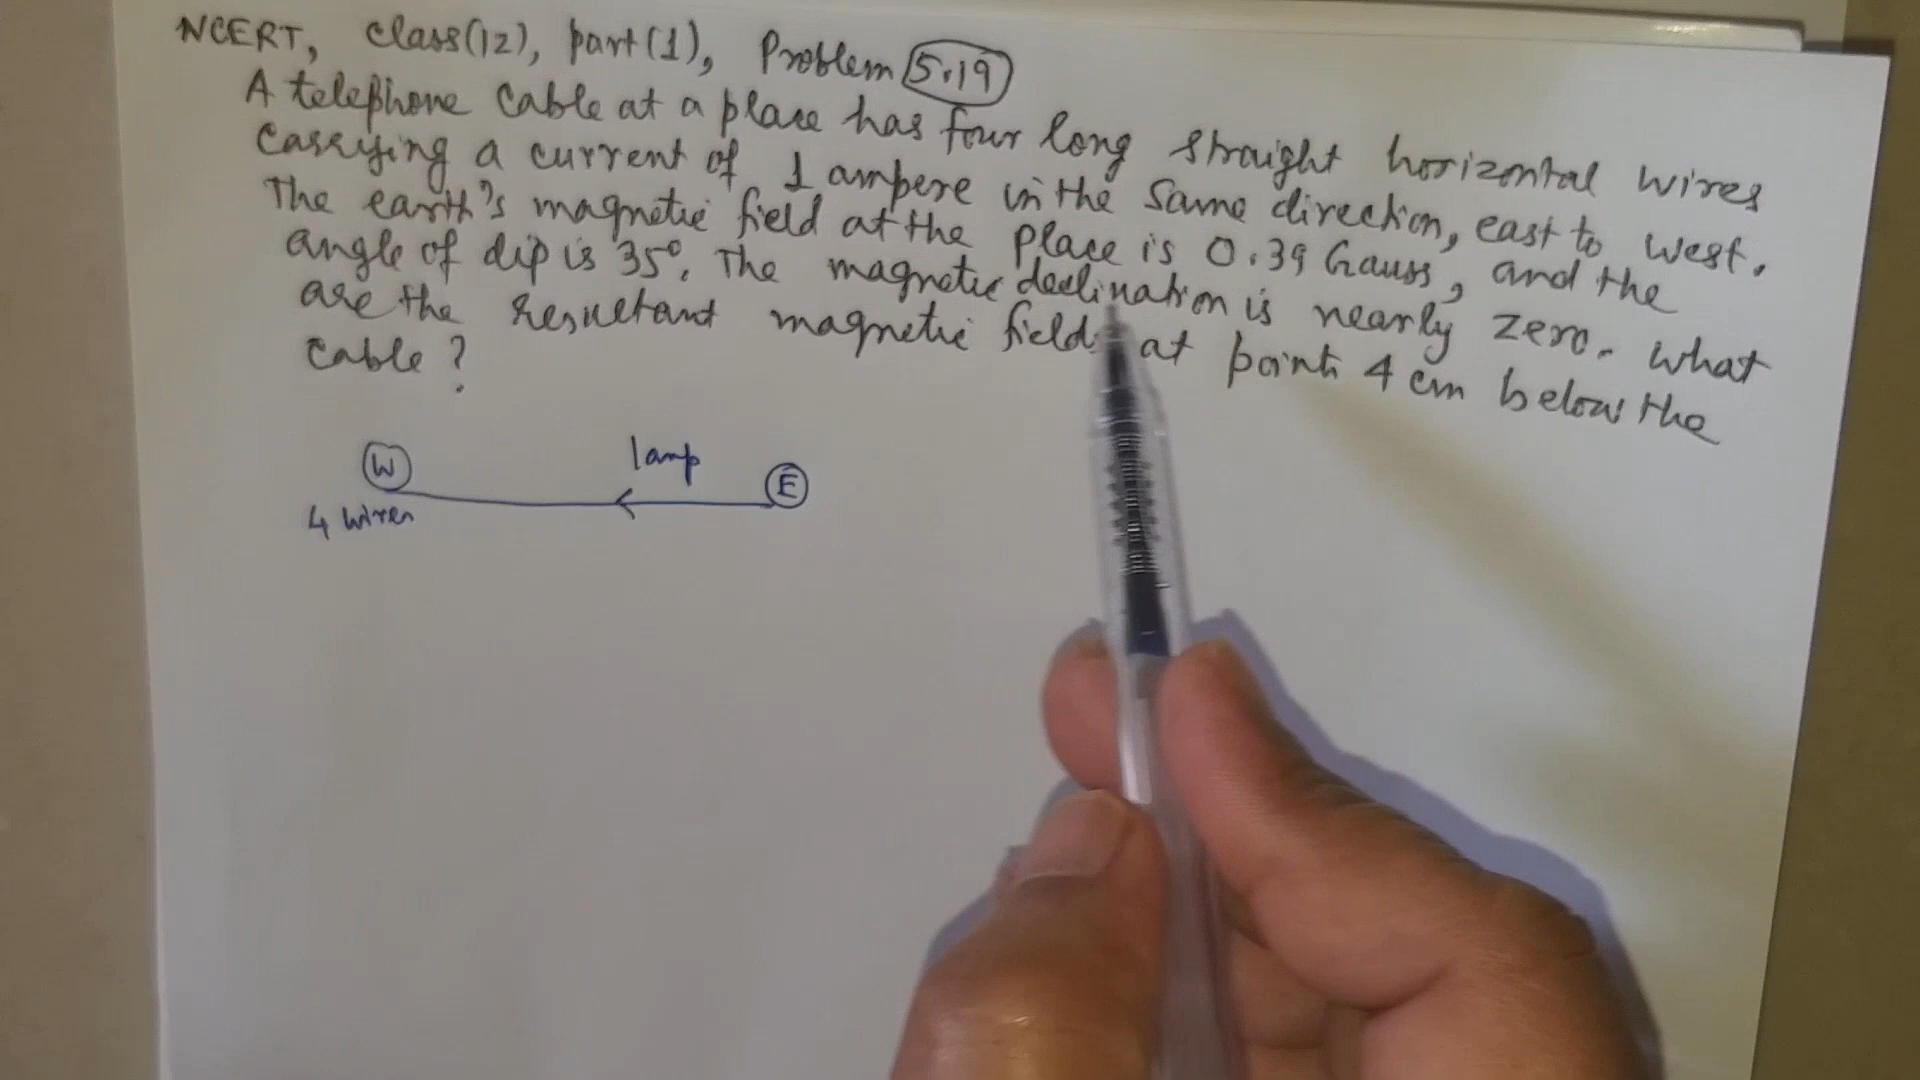 NCERT, class(12), part(1), Problem 5.19
A telephone cable at a place has four long straight horizontal wires
carrying a current of 1 ampere in the same direction, east to west.
The earth's magnetic field at the place is 0.39 Gauss, and the
angle of dip is 35°. The magnetic declination is nearly zero. What
are the resultant magnetic fields at points 4 cm below the
cable?
W 1amp E
4 wires